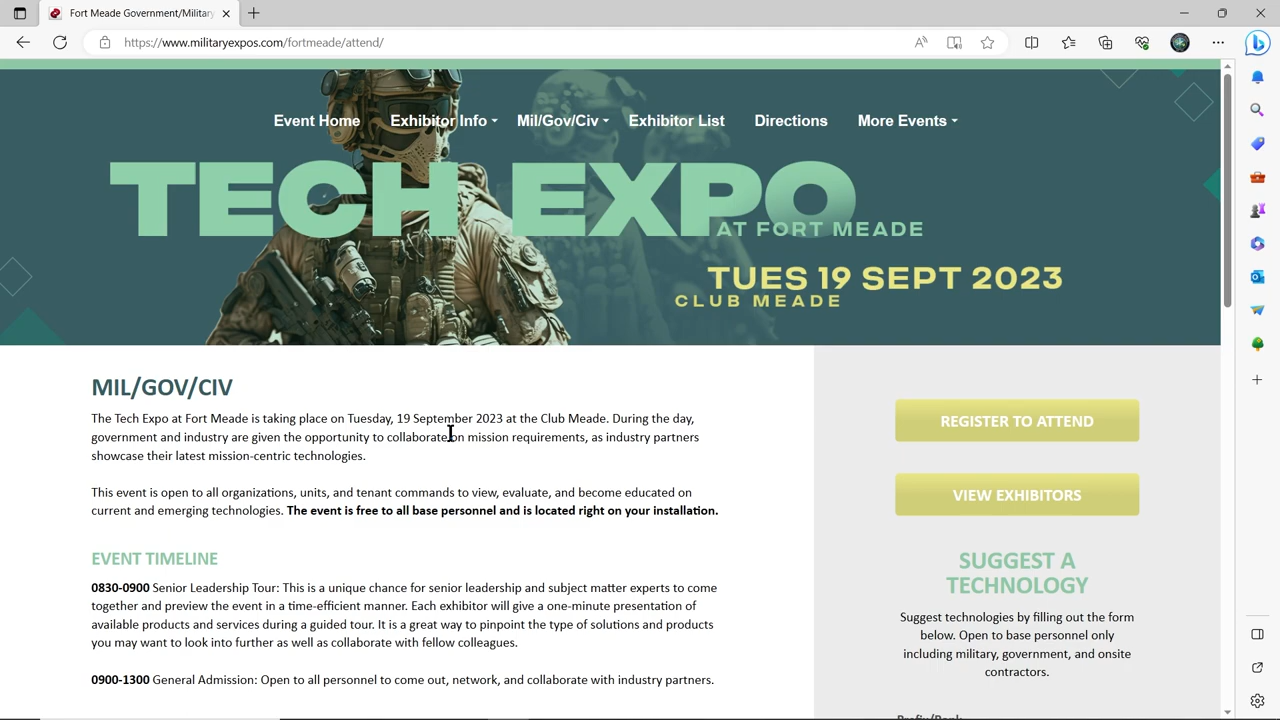 Fort Meade Government/Military
https://www.militaryexpos.com/fortmeade/attend/
Event Home Exhibitor Info Mil/Gov/Civ Exhibitor List Directions More Events
TECH EXPO
AT FORT MEADE
TUES 19 SEPT 2023
CLUB MEADE
MIL/GOV/CIV
The Tech Expo at Fort Meade is taking place on Tuesday, 19 September 2023 at the Club Meade. During the day,
government and industry are given the opportunity to collaborate on mission requirements, as industry partners
showcase their latest mission-centric technologies.
This event is open to all organizations, units, and tenant commands to view, evaluate, and become educated on
current and emerging technologies. The event is free to all base personnel and is located right on your installation.
EVENT TIMELINE
0830-0900 Senior Leadership Tour: This is a unique chance for senior leadership and subject matter experts to come
together and preview the event in a time-efficient manner. Each exhibitor will give a one-minute presentation of
available products and services during a guided tour. It is a great way to pinpoint the type of solutions and products
you may want to look into further as well as collaborate with fellow colleagues.
0900-1300 General Admission: Open to all personnel to come out, network, and collaborate with industry partners.
REGISTER TO ATTEND
VIEW EXHIBITORS
SUGGEST A
TECHNOLOGY
Suggest technologies by filling out the form
below. Open to base personnel only
including military, government, and onsite
contractors.
Prefix/Rank